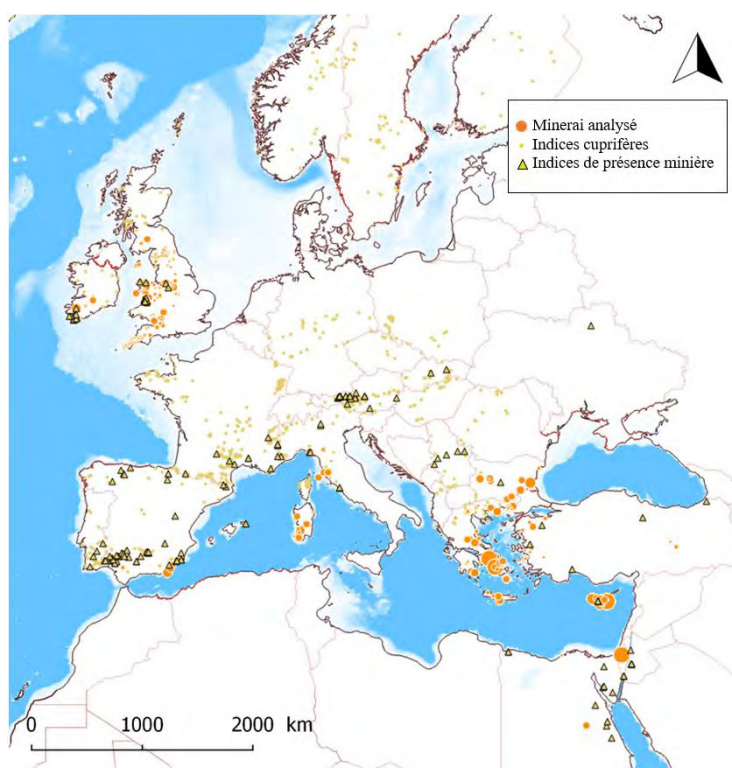 Minerai analysé
Indices cuprifères
Indices de présence minière
0 1000 2000 km